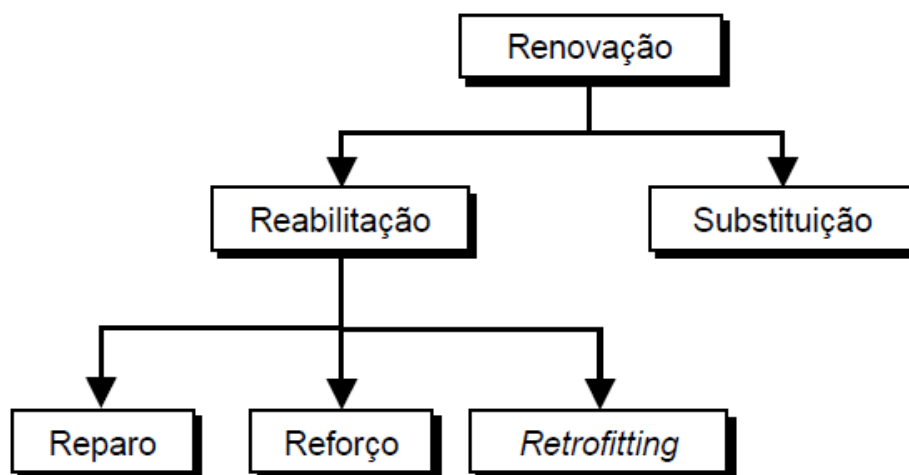 Renovação
Reabilitação
Substituição
Reparo
Reforço
Retrofitting